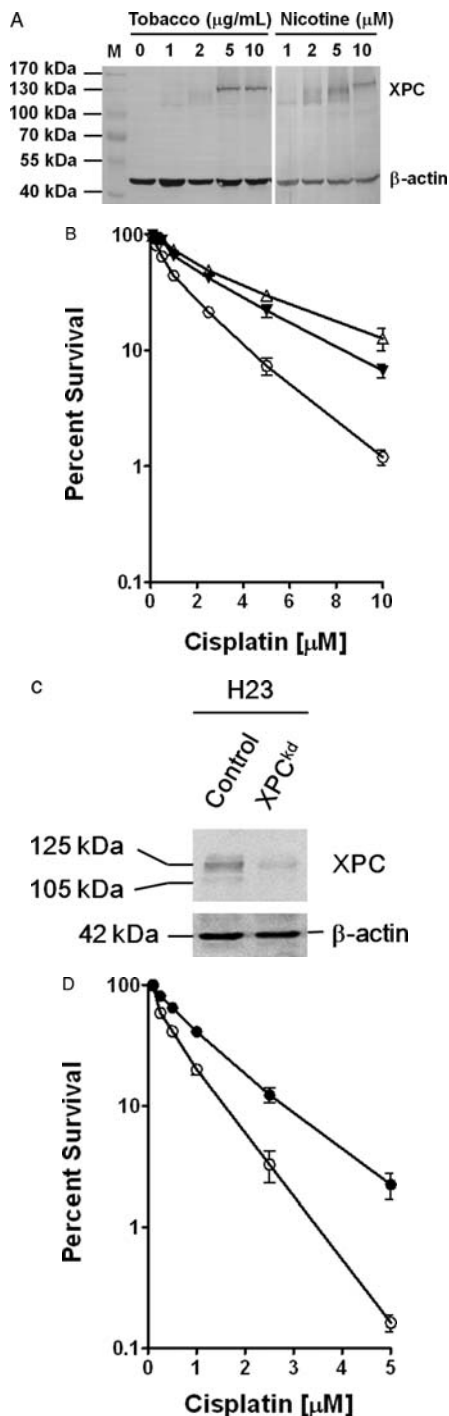 A
Tobacco (μg/mL) Nicotine (μM)
M 0 1 2 5 10 1 2 5 10
170 kDa
130 kDa
XPC
100 kDa
70 kDa
55 kDa
β-actin
40 kDa
B
100
10
1
0.1
Percent Survival
0 2 4 6 8 10
Cisplatin [μM]
C
H23
Control XPCkd
125 kDa
XPC
105 kDa
42 kDa β-actin
D
100
10
1
0.1
Percent Survival
0 1 2 3 4 5
Cisplatin [μM]